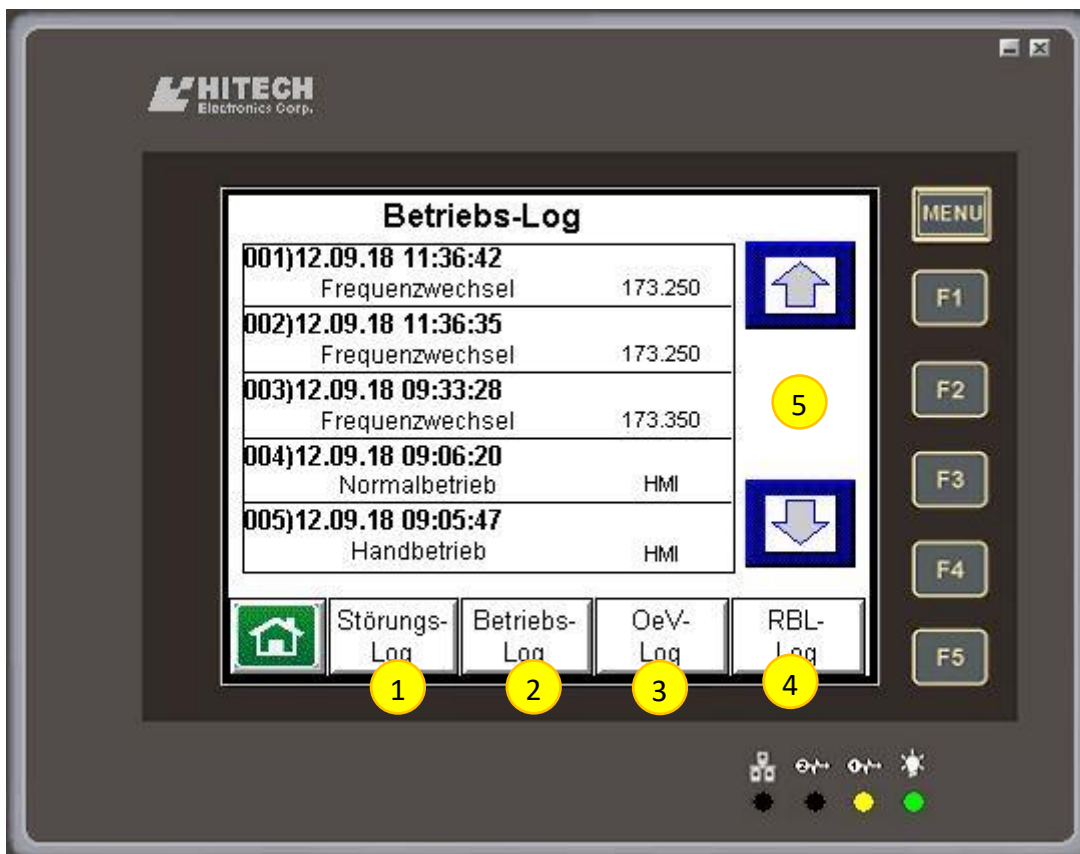 HITECH
Electronics Corp.
Betriebs-Log
MENU
001)12.09.18 11:36:42
Frequenzwechsel 173.250
F1
002)12.09.18 11:36:35
Frequenzwechsel 173.250
003)12.09.18 09:33:28
Frequenzwechsel 173.350
5
F2
004)12.09.18 09:06:20
Normalbetrieb HMI
F3
005)12.09.18 09:05:47
Handbetrieb HMI
F4
Störungs-
Log
Betriebs-
Log
OeV-
Log
RBL-
Log
F5
1
2
3
4
2
1